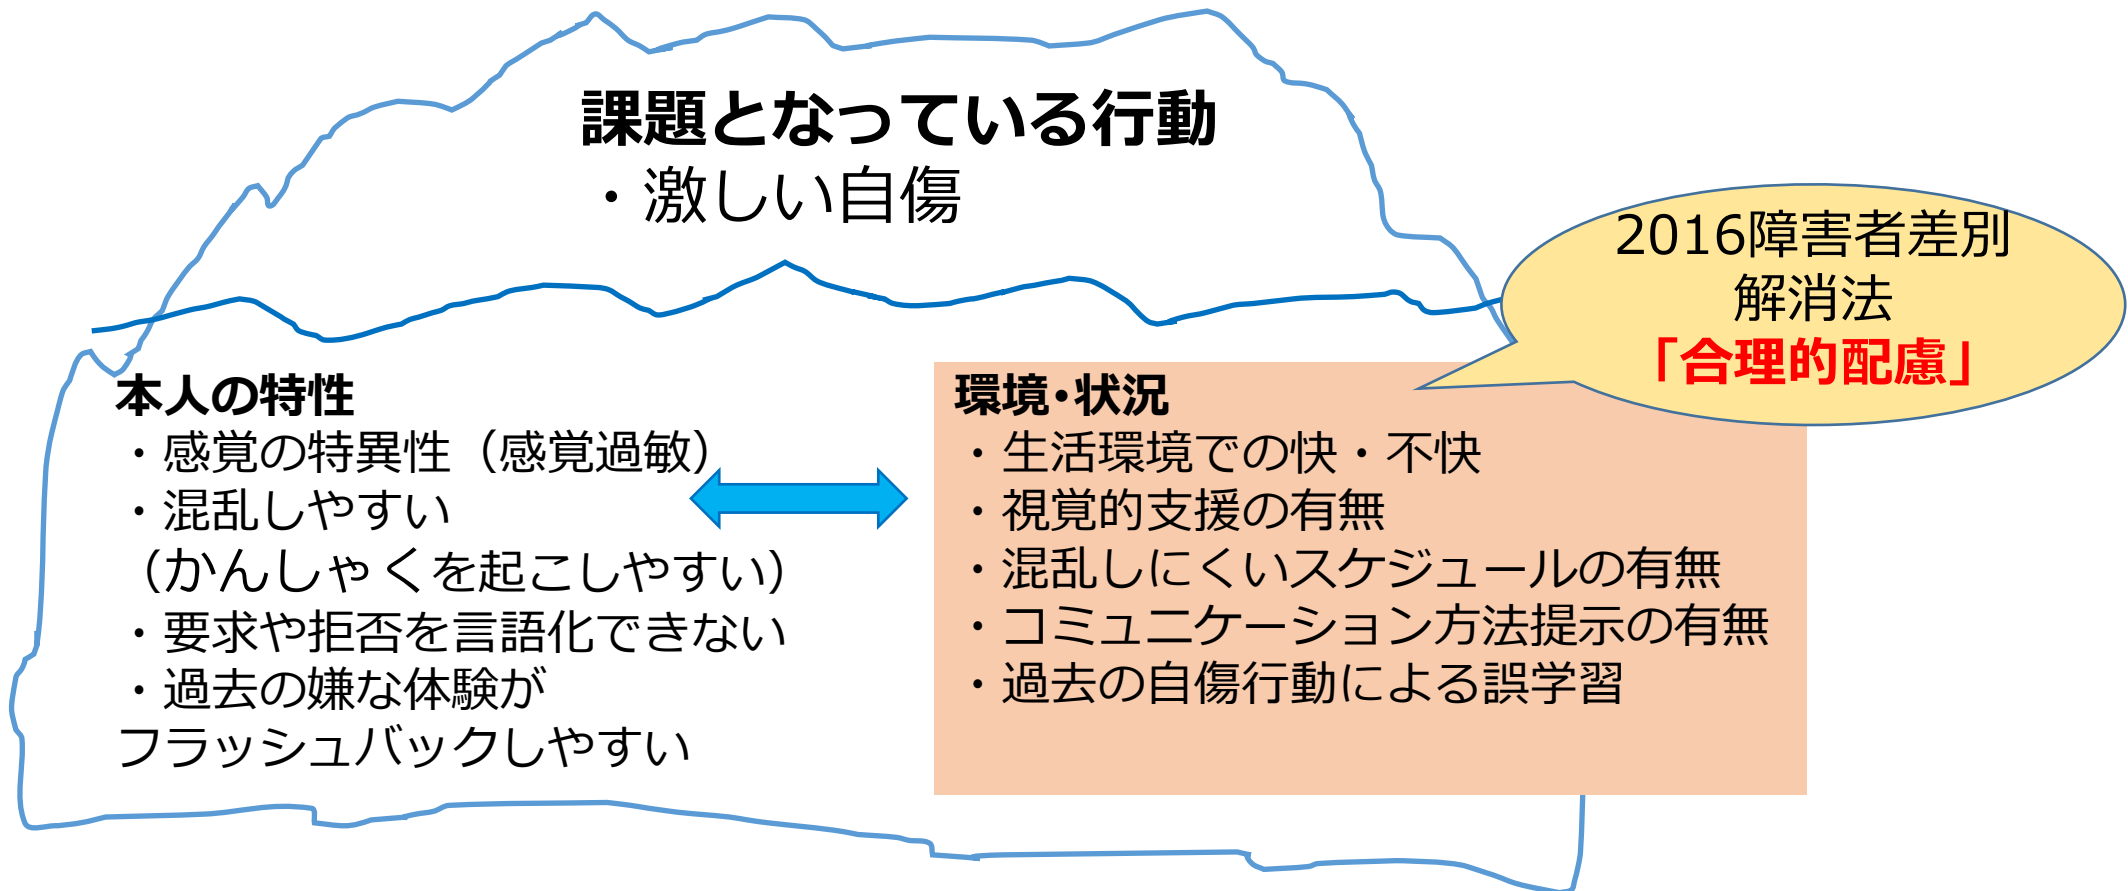 課題となっている行動
・激しい自傷
2016障害者差別
解消法
「合理的配慮」
本人の特性
・感覚の特異性（感覚過敏）
・混乱しやすい
（かんしゃくを起こしやすい）
・要求や拒否を言語化できない
・過去の嫌な体験が
フラッシュバックしやすい
環境・状況
・生活環境での快・不快
・視覚的支援の有無
・混乱しにくいスケジュールの有無
・コミュニケーション方法提示の有無
・過去の自傷行動による誤学習